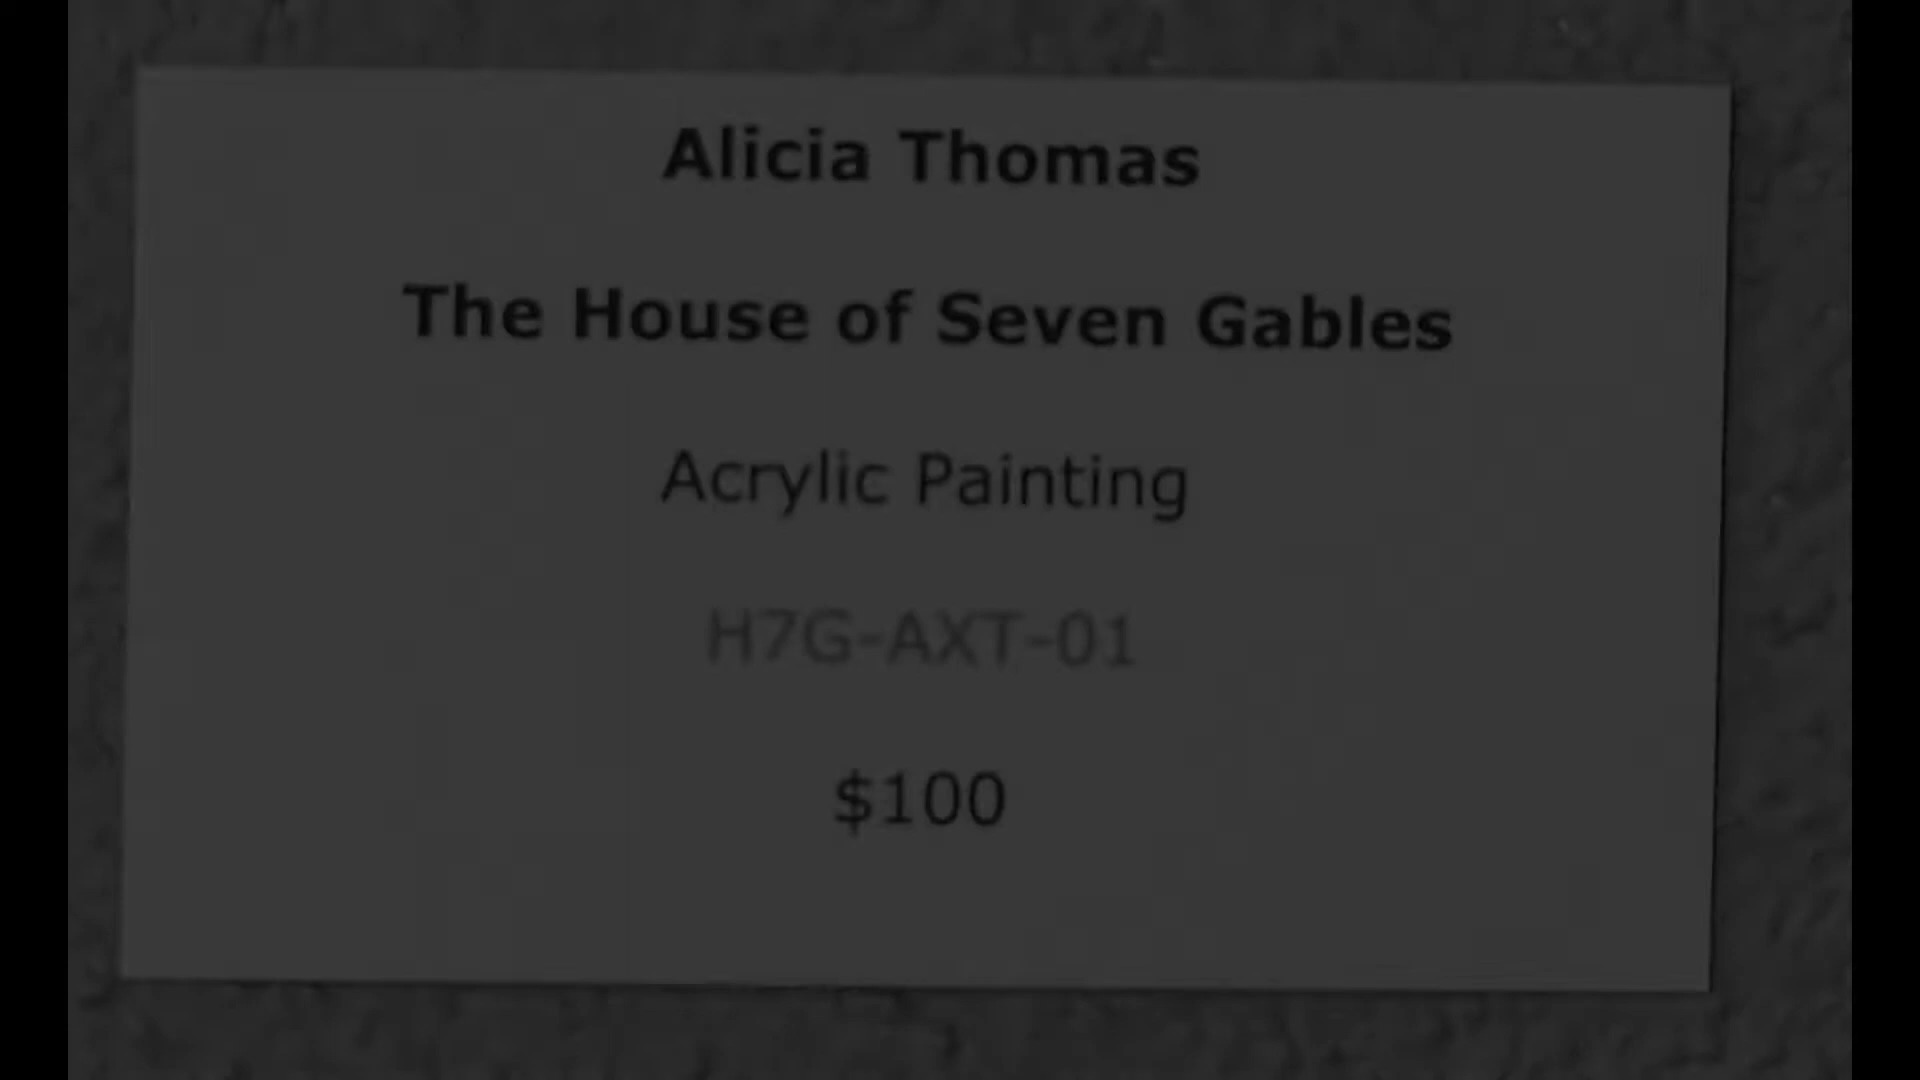 Alicia Thomas
The House of Seven Gables
Acrylic Painting
H7G-AXT-01
$100